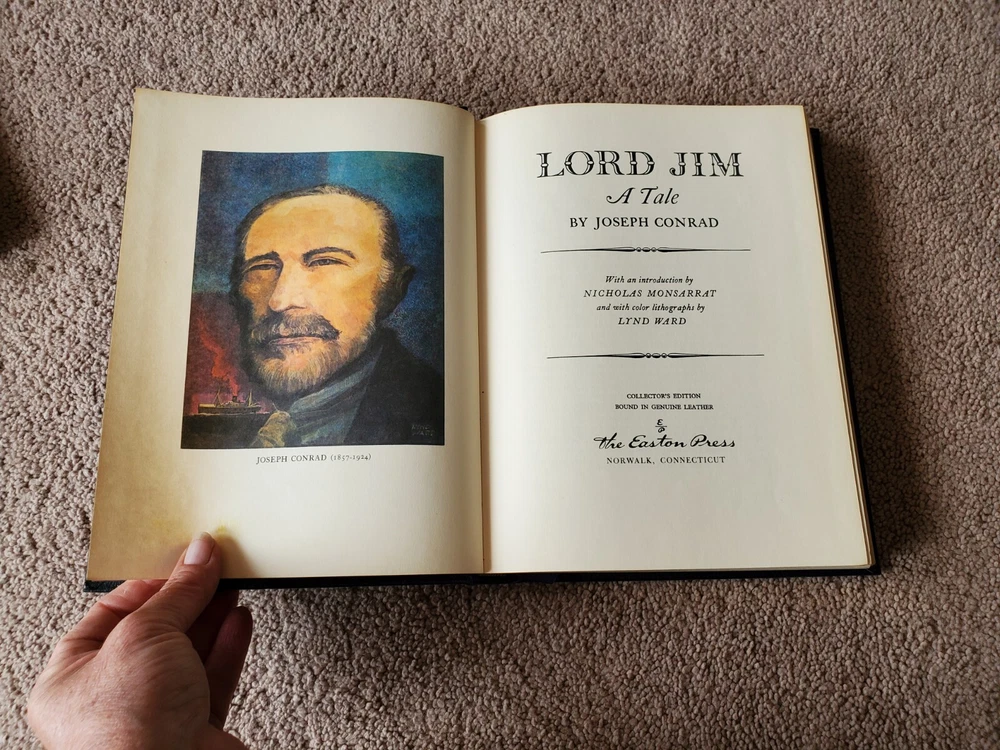 JOSEPH CONRAD (1857-1924)
LORD JIM
A Tale
BY JOSEPH CONRAD
With an introduction by
NICHOLAS MONSARRAT
and with color lithographs by
LYND WARD
COLLECTOR'S EDITION
BOUND IN GENUINE LEATHER
The Easton Press
NORWALK, CONNECTICUT